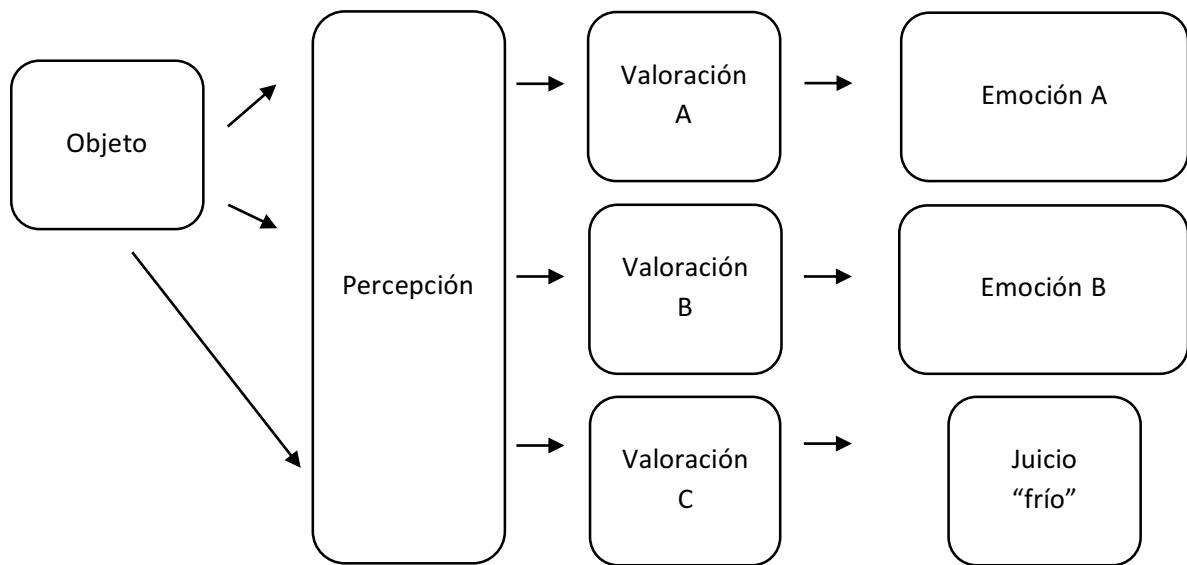 Objeto
Percepción
Valoración
A
Emoción A
Valoración
B
Emoción B
Valoración
C
Juicio
“frío”